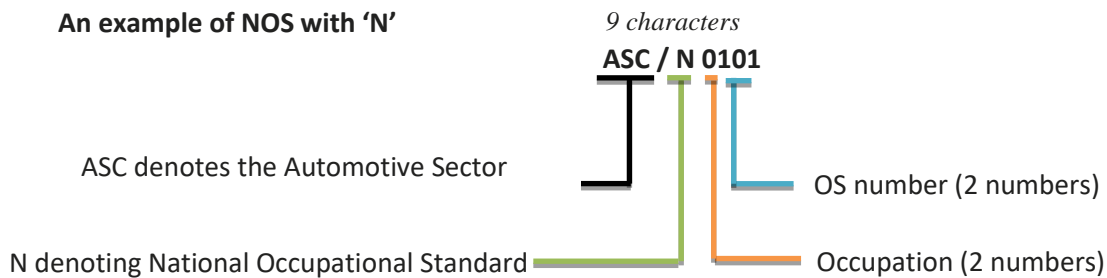 An example of NOS with ‘N’
9 characters
ASC / N 0101
ASC denotes the Automotive Sector
OS number (2 numbers)
N denoting National Occupational Standard
Occupation (2 numbers)